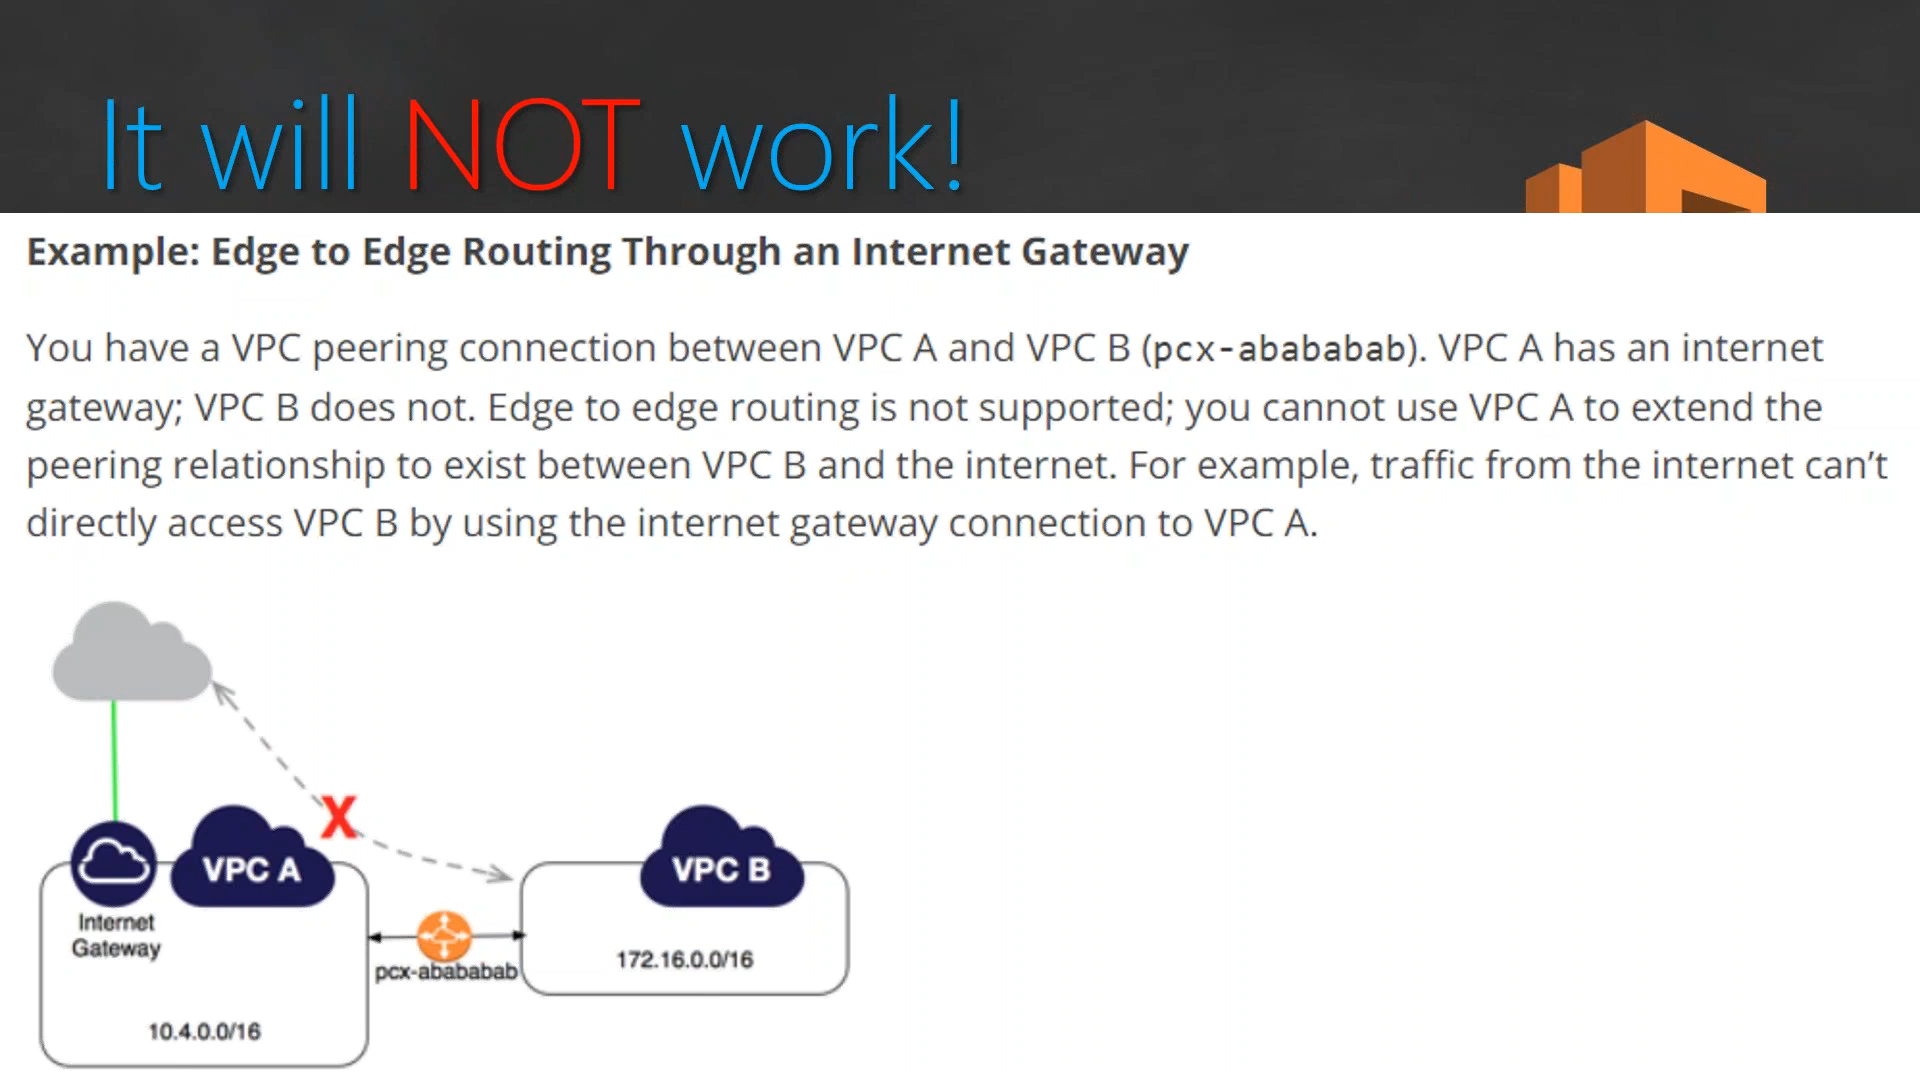 It will NOT work!
Example: Edge to Edge Routing Through an Internet Gateway
You have a VPC peering connection between VPC A and VPC B (pcx-abababab). VPC A has an internet
gateway; VPC B does not. Edge to edge routing is not supported; you cannot use VPC A to extend the
peering relationship to exist between VPC B and the internet. For example, traffic from the internet can’t
directly access VPC B by using the internet gateway connection to VPC A.
X
VPC A
VPC B
Internet
Gateway
pcx-abababab
172.16.0.0/16
10.4.0.0/16